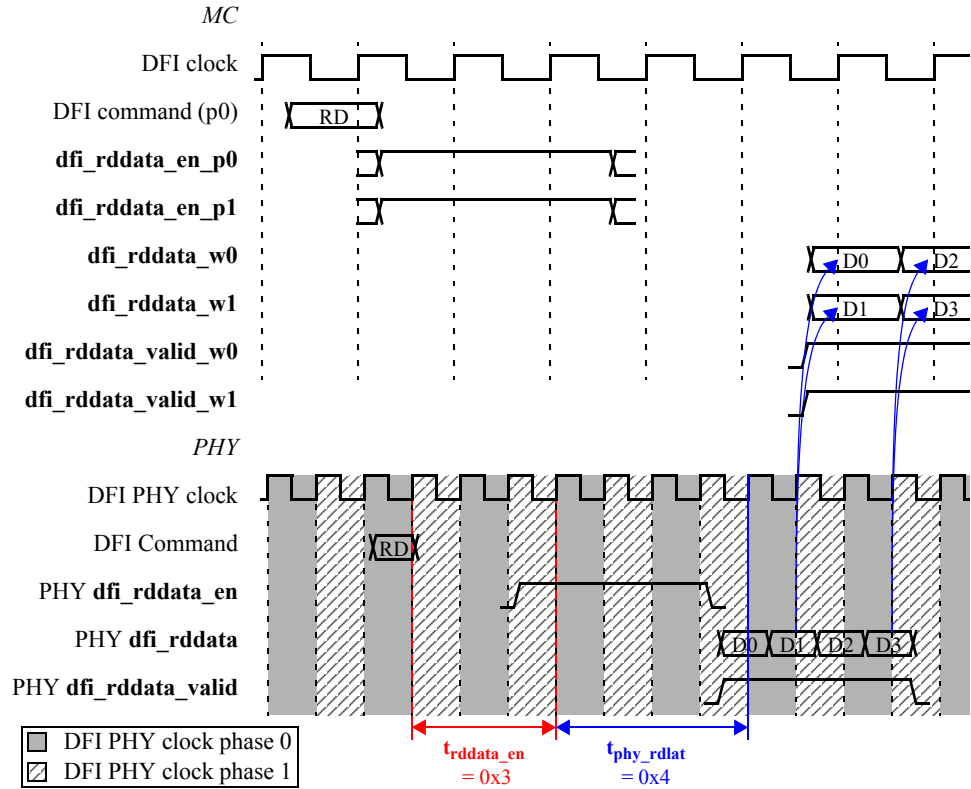 MC
DFI clock
DFI command (p0)
RD
dfi_rddata_en_p0
dfi_rddata_en_p1
dfi_rddata_w0
D0 D2
dfi_rddata_w1
D1 D3
dfi_rddata_valid_w0
dfi_rddata_valid_w1
PHY
DFI PHY clock
DFI Command
RD
PHY dfi_rddata_en
PHY dfi_rddata
D0 D1 D2 D3
PHY dfi_rddata_valid
DFI PHY clock phase 0
DFI PHY clock phase 1
trddata_en
= 0x3
tphy_rdlat
= 0x4